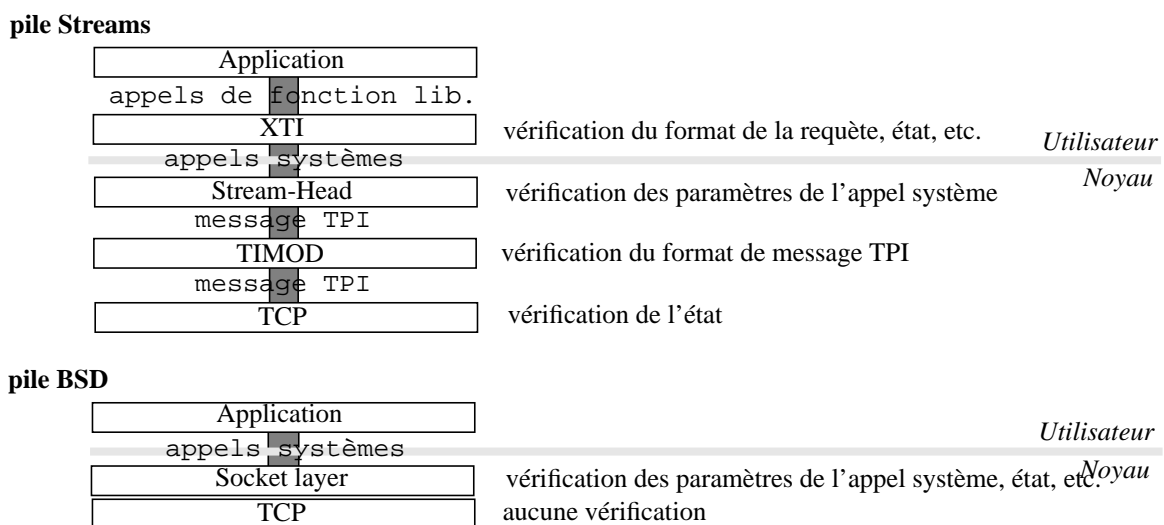 pile Streams
Application
appels de fonction lib.
XTI vérification du format de la requète, état, etc.
Utilisateur
appels systèmes
Noyau
Stream-Head vérification des paramètres de l'appel système
message TPI
TIMOD vérification du format de message TPI
message TPI
TCP vérification de l'état
pile BSD
Application
Utilisateur
appels systèmes
Noyau
Socket layer vérification des paramètres de l'appel système, état, etc.
TCP aucune vérification